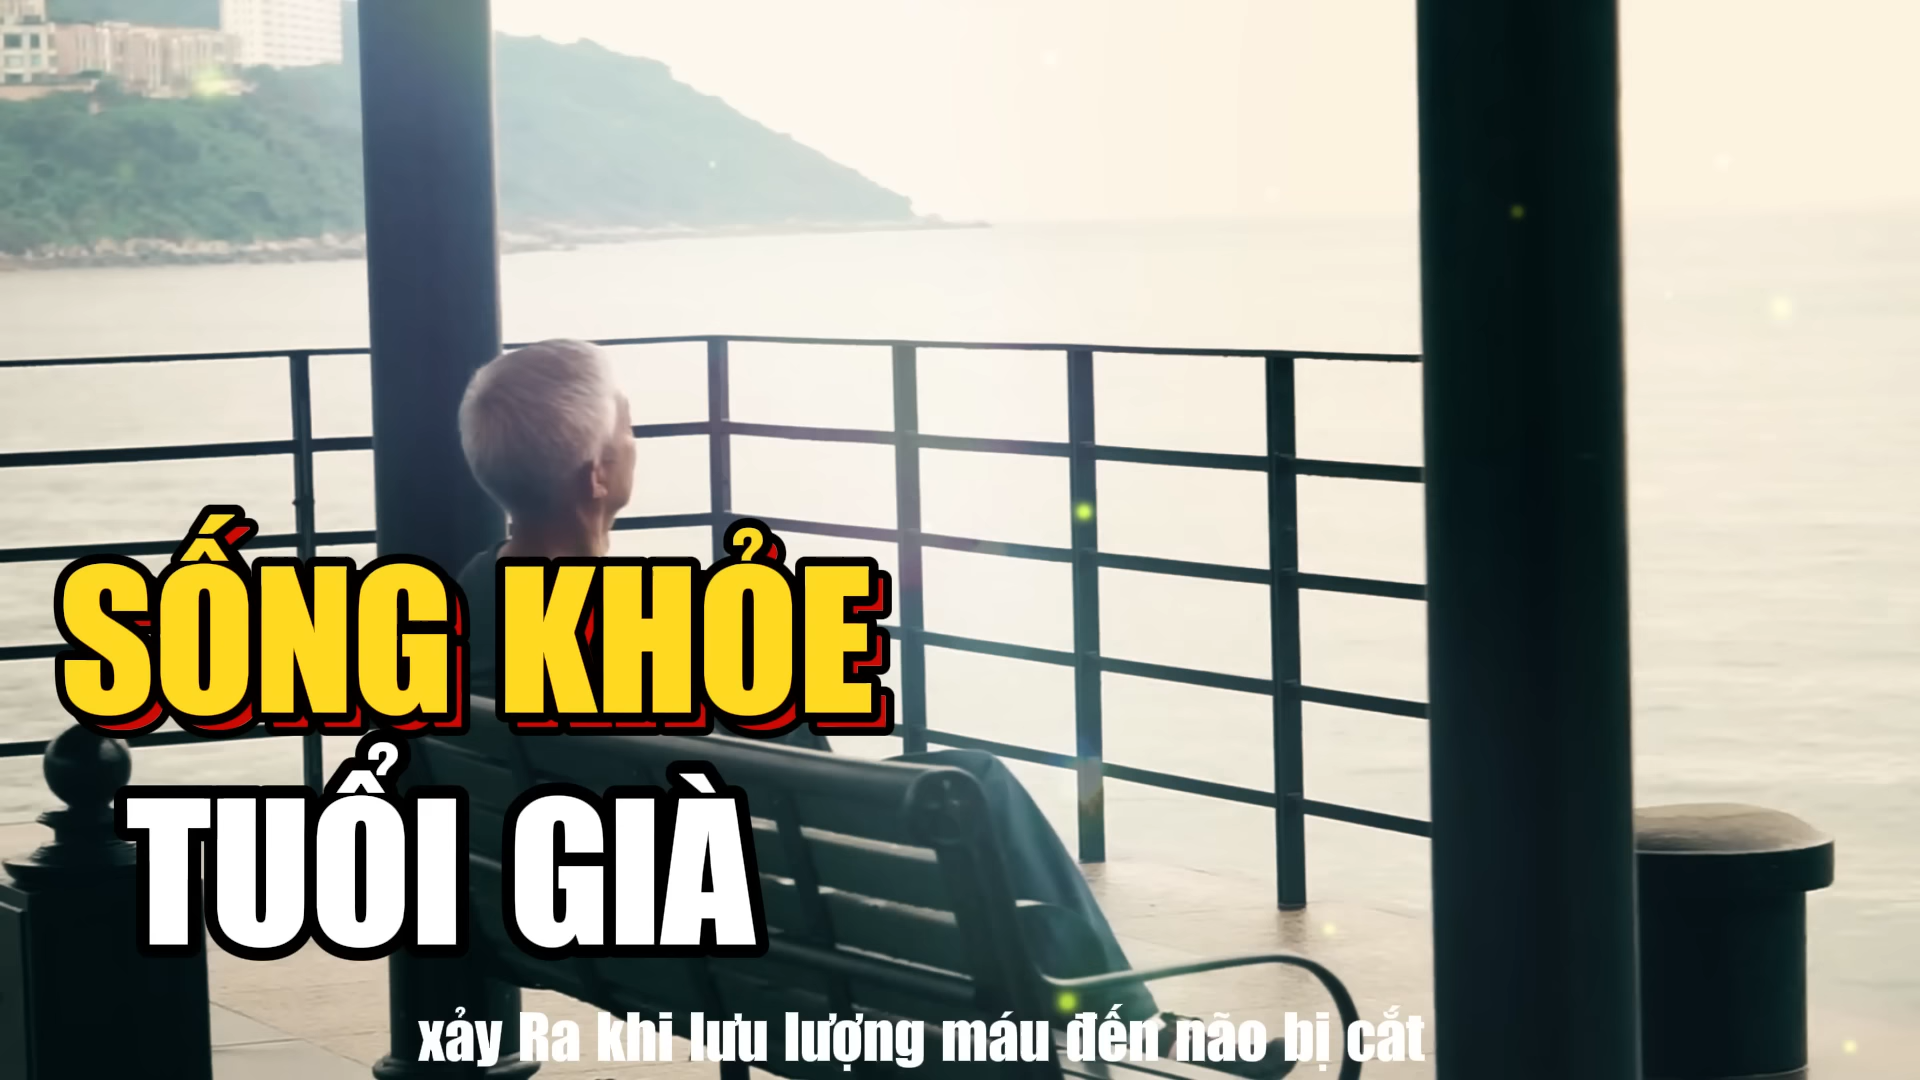 SỐNG KHỎE
TUỔI GIÀ
xảy Ra khi lưu lượng máu đến não bị cắt